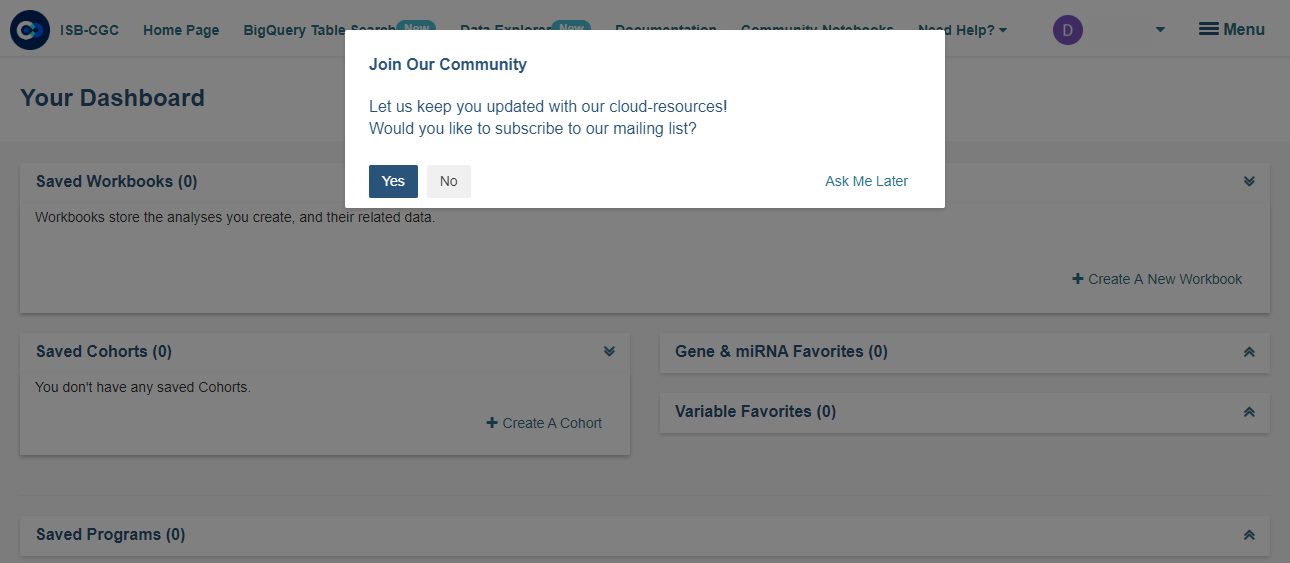 ISB-CGC Home Page BigQuery Table Search New Data Explorer New Documentation Community Notebooks Need Help? D Menu
Join Our Community
Your Dashboard
Let us keep you updated with our cloud-resources!
Would you like to subscribe to our mailing list?
Yes No Ask Me Later
Saved Workbooks (0)
Workbooks store the analyses you create, and their related data.
Create A New Workbook
Saved Cohorts (0)
You don't have any saved Cohorts.
Create A Cohort
Gene & miRNA Favorites (0)
Variable Favorites (0)
Saved Programs (0)